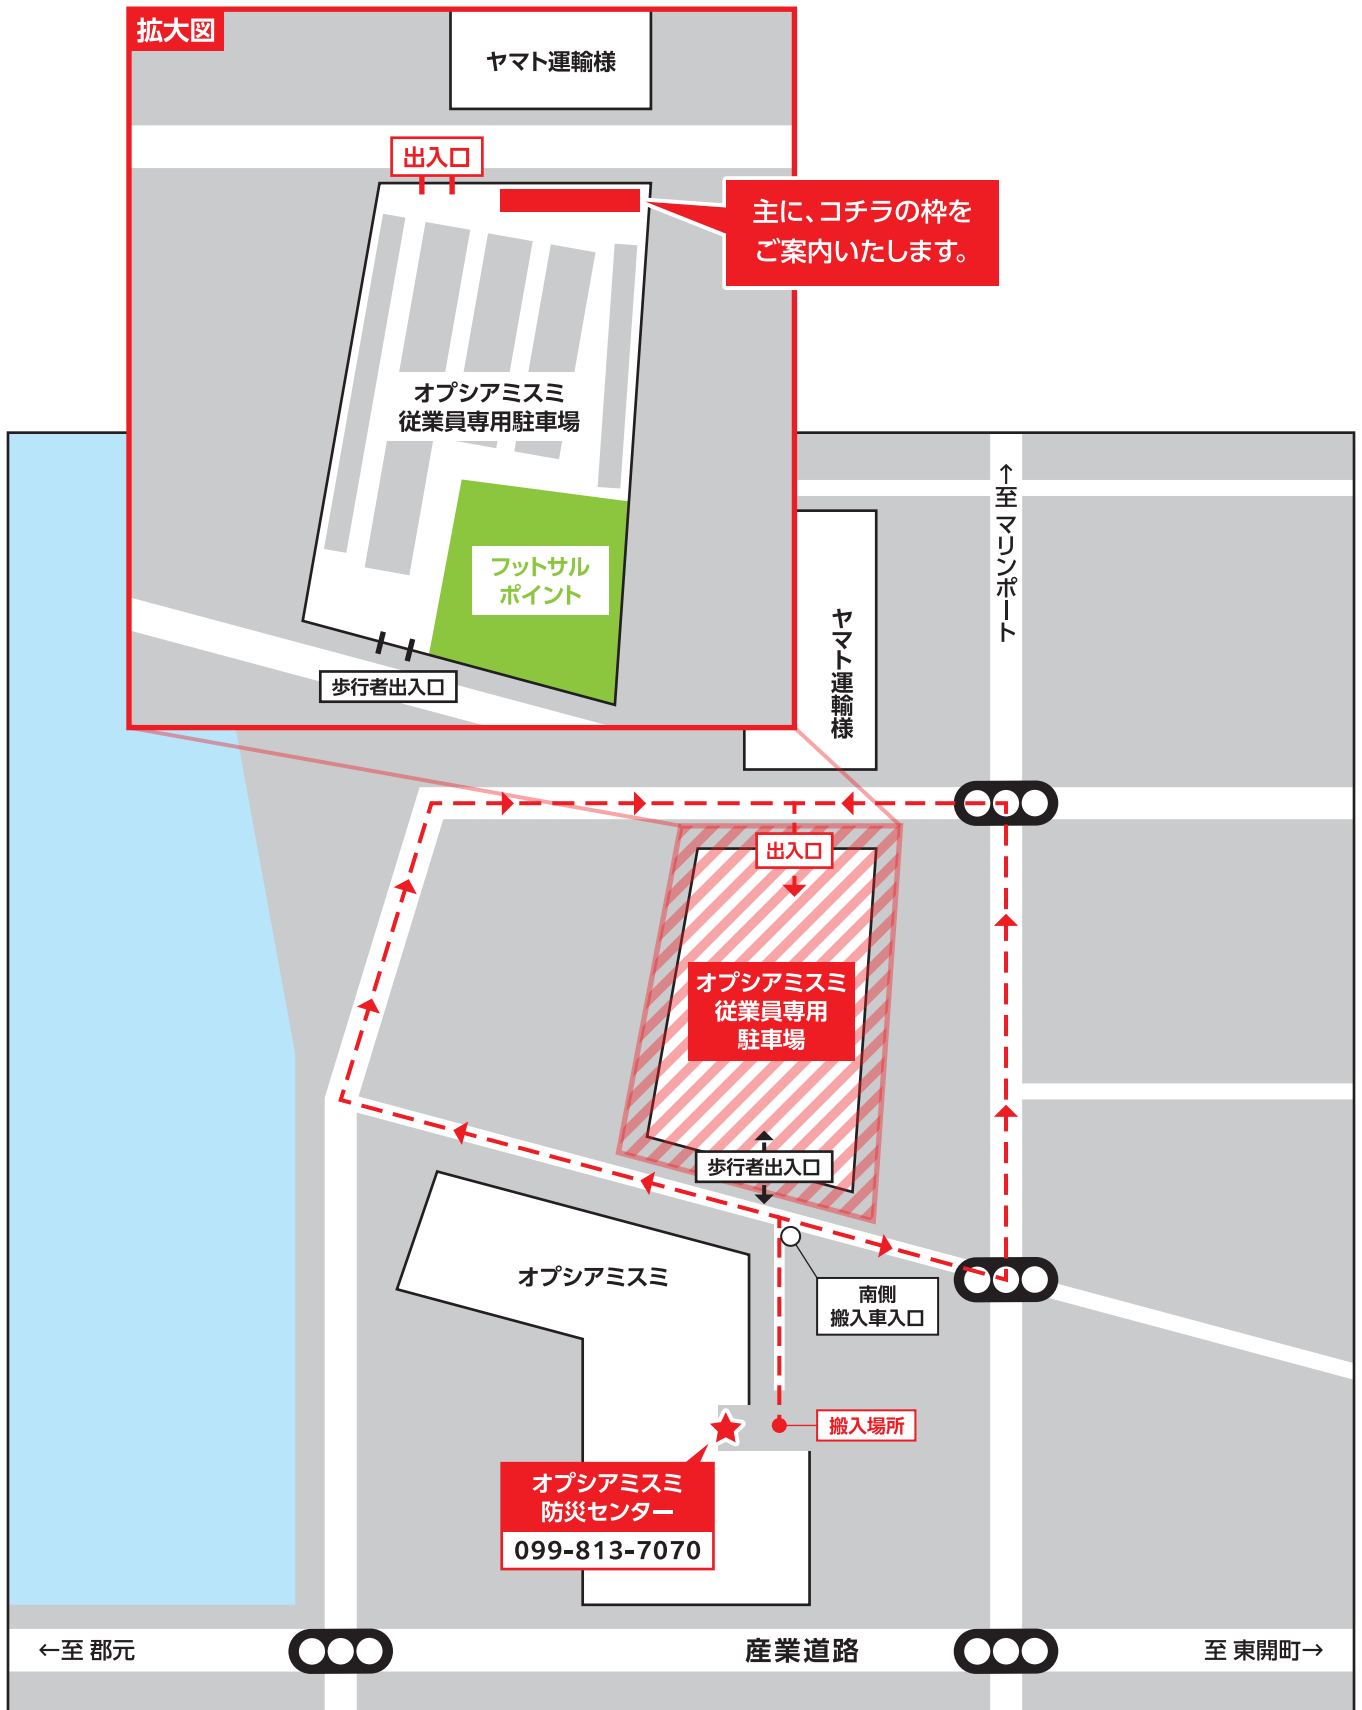 拡大図
ヤマト運輸様
出入口
主に、コチラの枠を
ご案内いたします。
オプシアミスミ
従業員専用駐車場
フットサル
ポイント
歩行者出入口
←至 マリンポート
ヤマト運輸様
出入口
オプシアミスミ
従業員専用
駐車場
歩行者出入口
オプシアミスミ
南側
搬入車入口
搬入場所
オプシアミスミ
防災センター
099-813-7070
←至 郡元
産業道路
至 東開町→